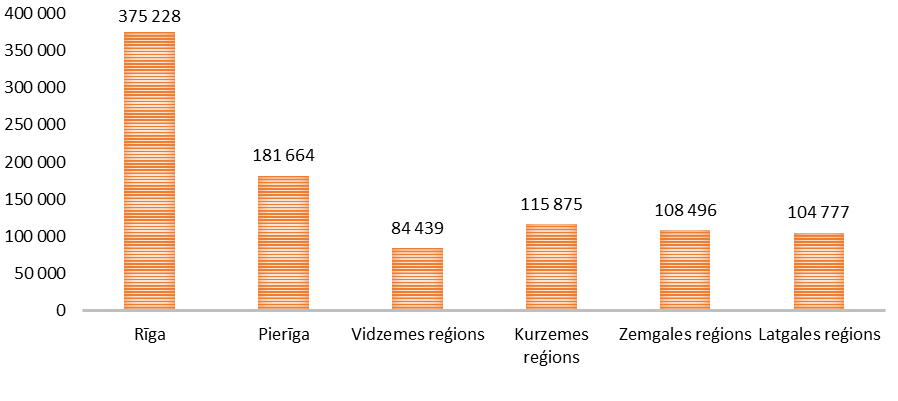 400 000
350 000
300 000
250 000
200 000
150 000
100 000
50 000
0
375 228
181 664
84 439
115 875
108 496
104 777
Rīga
Pierīga
Vidzemes reģions
Kurzemes
reģions
Zemgales reģions
Latgales reģions